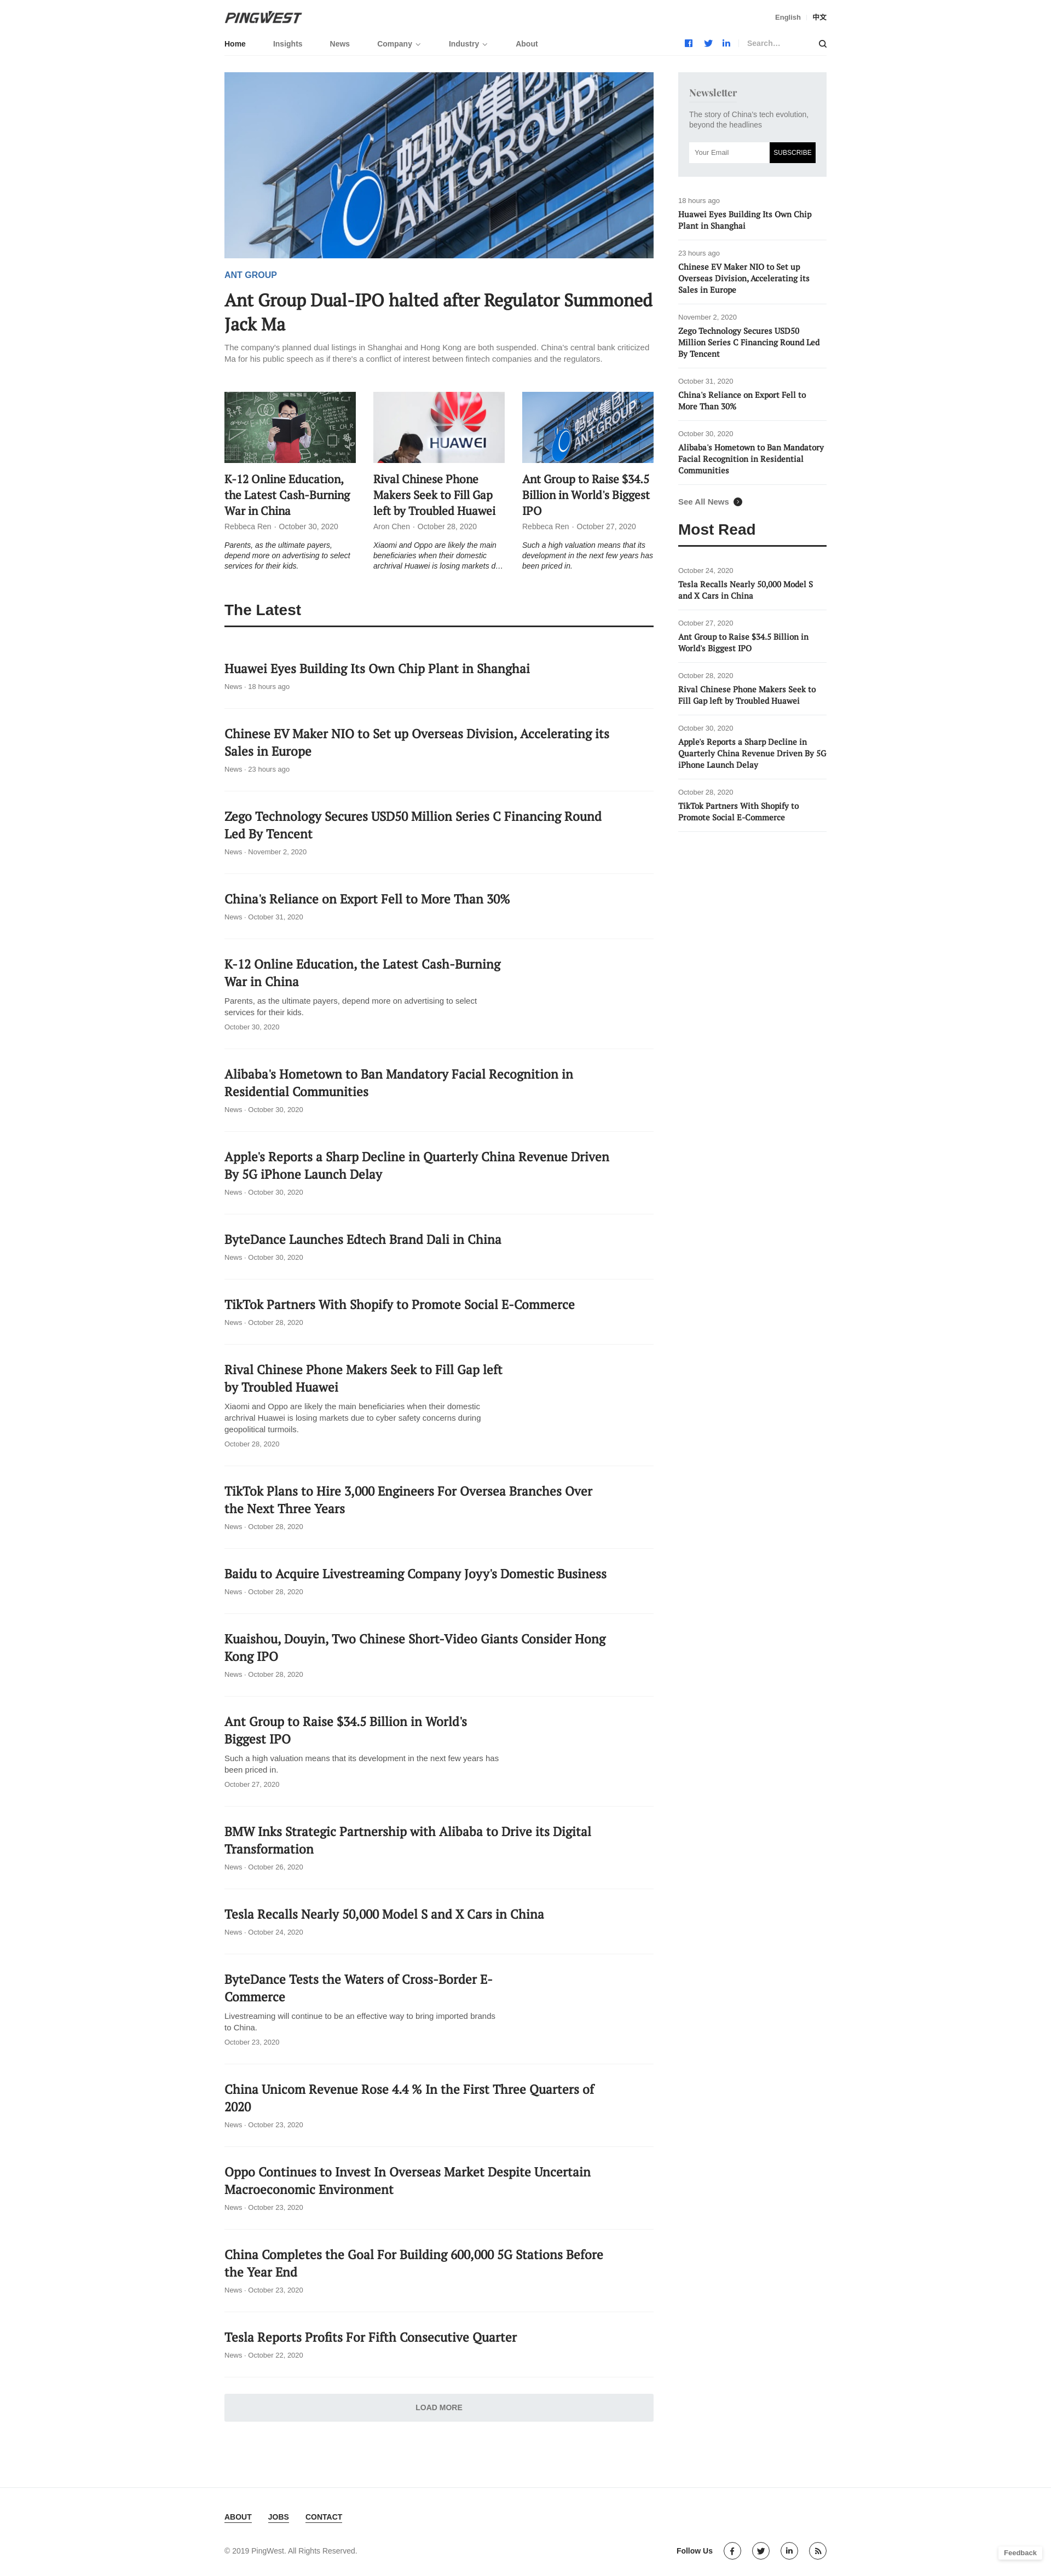 PINGWEST
English
中文
Home
Insights
News
Company
Industry
About
Search...
蚂蚁集团
ANT GROUP
ANT GROUP
Ant Group Dual-IPO halted after Regulator Summoned
Jack Ma
The company's planned dual listings in Shanghai and Hong Kong are both suspended. China's central bank criticized
Ma for his public speech as if there's a conflict of interest between fintech companies and the regulators.
K-12 Online Education,
the Latest Cash-Burning
War in China
Rebbeca Ren · October 30, 2020
Parents, as the ultimate payers,
depend more on advertising to select
services for their kids.
HUAWEI
Rival Chinese Phone
Makers Seek to Fill Gap
left by Troubled Huawei
Aron Chen · October 28, 2020
Xiaomi and Oppo are likely the main
beneficiaries when their domestic
archrival Huawei is losing markets d…
ANT GROUP
Ant Group to Raise $34.5
Billion in World's Biggest
IPO
Rebbeca Ren · October 27, 2020
Such a high valuation means that its
development in the next few years has
been priced in.
The Latest
Huawei Eyes Building Its Own Chip Plant in Shanghai
News · 18 hours ago
Chinese EV Maker NIO to Set up Overseas Division, Accelerating its
Sales in Europe
News · 23 hours ago
Zego Technology Secures USD50 Million Series C Financing Round
Led By Tencent
News · November 2, 2020
China's Reliance on Export Fell to More Than 30%
News · October 31, 2020
K-12 Online Education, the Latest Cash-Burning
War in China
Parents, as the ultimate payers, depend more on advertising to select
services for their kids.
October 30, 2020
Alibaba's Hometown to Ban Mandatory Facial Recognition in
Residential Communities
News · October 30, 2020
Apple's Reports a Sharp Decline in Quarterly China Revenue Driven
By 5G iPhone Launch Delay
News · October 30, 2020
ByteDance Launches Edtech Brand Dali in China
News · October 30, 2020
TikTok Partners With Shopify to Promote Social E-Commerce
News · October 28, 2020
Rival Chinese Phone Makers Seek to Fill Gap left
by Troubled Huawei
Xiaomi and Oppo are likely the main beneficiaries when their domestic
archrival Huawei is losing markets due to cyber safety concerns during
geopolitical turmoils.
October 28, 2020
TikTok Plans to Hire 3,000 Engineers For Oversea Branches Over
the Next Three Years
News · October 28, 2020
Baidu to Acquire Livestreaming Company Joyy's Domestic Business
News · October 28, 2020
Kuaishou, Douyin, Two Chinese Short-Video Giants Consider Hong
Kong IPO
News · October 28, 2020
Ant Group to Raise $34.5 Billion in World's
Biggest IPO
Such a high valuation means that its development in the next few years has
been priced in.
October 27, 2020
BMW Inks Strategic Partnership with Alibaba to Drive its Digital
Transformation
News · October 26, 2020
Tesla Recalls Nearly 50,000 Model S and X Cars in China
News · October 24, 2020
ByteDance Tests the Waters of Cross-Border E-
Commerce
Livestreaming will continue to be an effective way to bring imported brands
to China.
October 23, 2020
China Unicom Revenue Rose 4.4 % In the First Three Quarters of
2020
News · October 23, 2020
Oppo Continues to Invest In Overseas Market Despite Uncertain
Macroeconomic Environment
News · October 23, 2020
China Completes the Goal For Building 600,000 5G Stations Before
the Year End
News · October 23, 2020
Tesla Reports Profits For Fifth Consecutive Quarter
News · October 22, 2020
LOAD MORE
Newsletter
The story of China's tech evolution,
beyond the headlines
Your Email
SUBSCRIBE
18 hours ago
Huawei Eyes Building Its Own Chip
Plant in Shanghai
23 hours ago
Chinese EV Maker NIO to Set up
Overseas Division, Accelerating its
Sales in Europe
November 2, 2020
Zego Technology Secures USD50
Million Series C Financing Round Led
By Tencent
October 31, 2020
China's Reliance on Export Fell to
More Than 30%
October 30, 2020
Alibaba's Hometown to Ban Mandatory
Facial Recognition in Residential
Communities
See All News
Most Read
October 24, 2020
Tesla Recalls Nearly 50,000 Model S
and X Cars in China
October 27, 2020
Ant Group to Raise $34.5 Billion in
World's Biggest IPO
October 28, 2020
Rival Chinese Phone Makers Seek to
Fill Gap left by Troubled Huawei
October 30, 2020
Apple's Reports a Sharp Decline in
Quarterly China Revenue Driven By 5G
iPhone Launch Delay
October 28, 2020
TikTok Partners With Shopify to
Promote Social E-Commerce
ABOUT
JOBS
CONTACT
© 2019 PingWest. All Rights Reserved.
Follow Us
Feedback